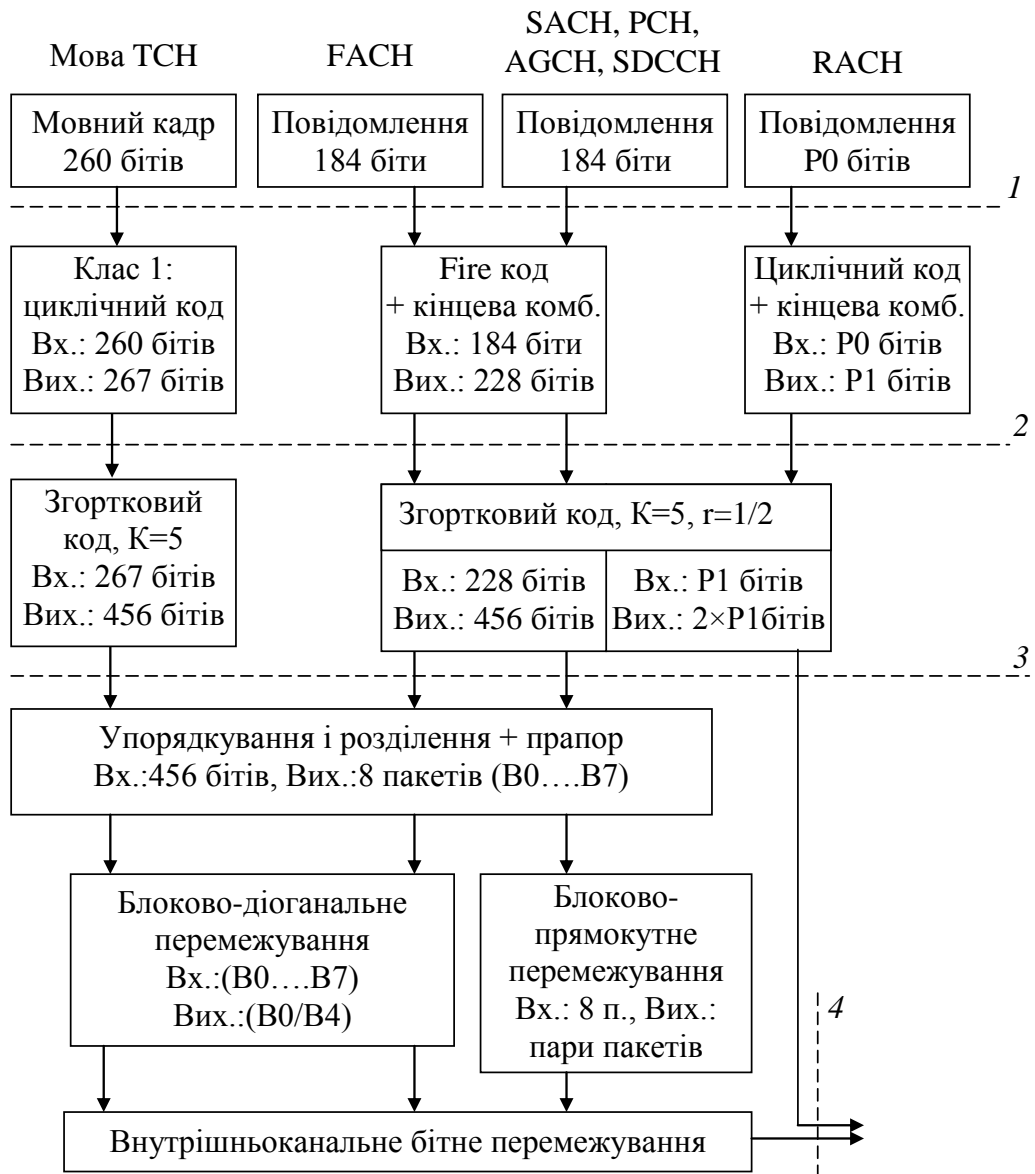 Мова TCH
FACH
SACH, PCH,
AGCH, SDCCH
RACH
Мовний кадр
260 бітів
Повідомлення
184 біти
Повідомлення
184 біти
Повідомлення
P0 бітів
1
Клас 1:
циклічний код
Вх.: 260 бітів
Вих.: 267 бітів
Fire код
+ кінцева комб.
Вх.: 184 біти
Вих.: 228 бітів
Циклічний код
+ кінцева комб.
Вх.: P0 бітів
Вих.: P1 бітів
2
Згортковий
код, К=5
Вх.: 267 бітів
Вих.: 456 бітів
Згортковий код, К=5, r=1/2
Вх.: 228 бітів
Вих.: 456 бітів
Вх.: P1 бітів
Вих.: 2×P1бітів
3
Упорядкування і розділення + прапор
Вх.:456 бітів, Вих.:8 пакетів (B0….B7)
Блоково-діоганальне
перемежування
Вх.:(B0….B7)
Вих.:(B0/B4)
Блоково-
прямокутне
перемежування
Вх.: 8 п., Вих.:
пари пакетів
4
Внутрішньоканальне бітне перемежування